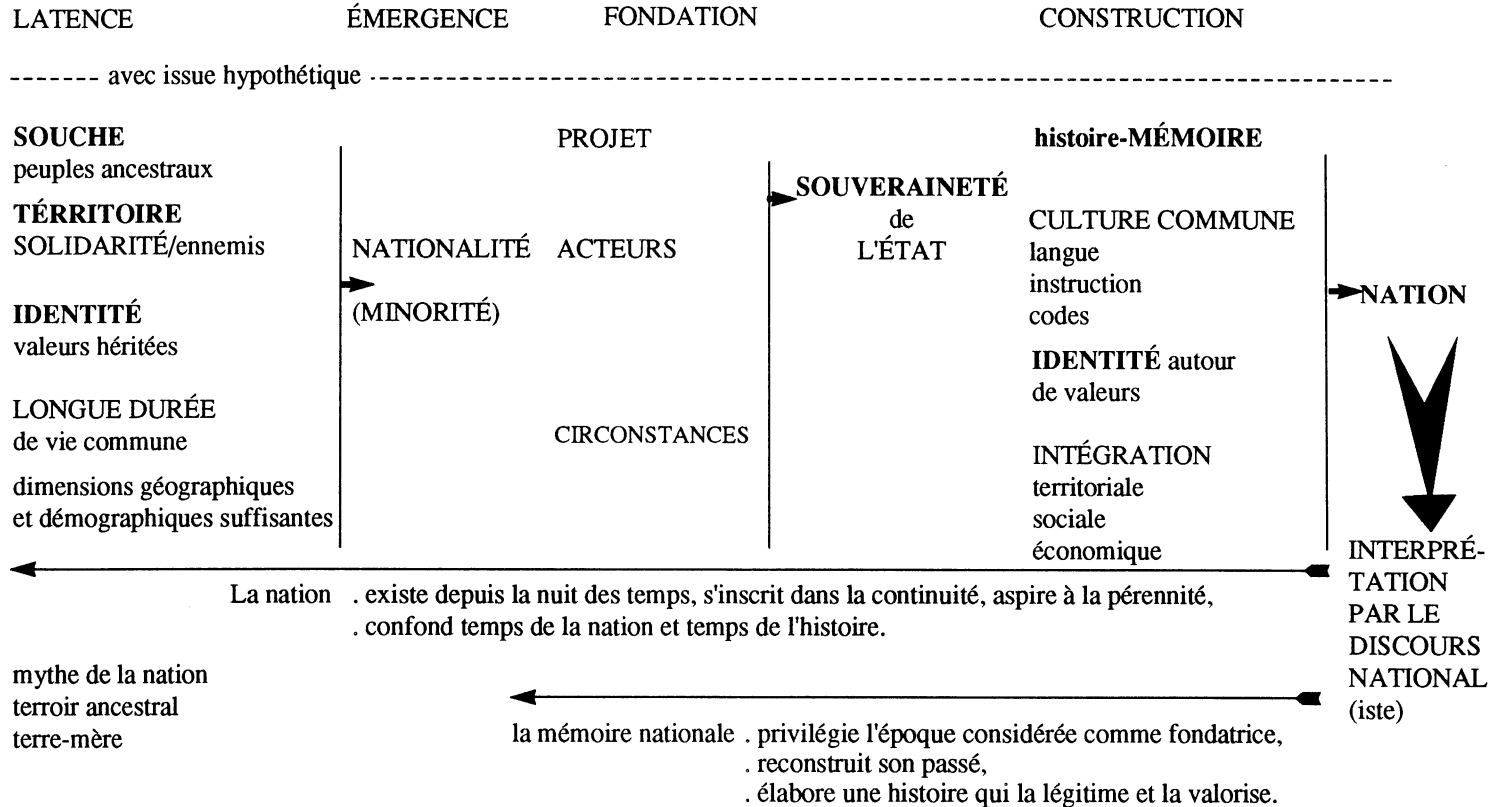 LATENCE ÉMERGENCE FONDATION CONSTRUCTION
------- avec issue hypothétique -------
SOUCHE
peuples ancestraux
TÉRRITOIRE
SOLIDARITÉ/ennemis
IDENTITÉ
valeurs héritées
LONGUE DURÉE
de vie commune
dimensions géographiques
et démographiques suffisantes
NATIONALITÉ
(MINORITÉ)
PROJET
ACTEURS
CIRCONSTANCES
SOUVERAINETÉ
de
L'ÉTAT
histoire-MÉMOIRE
CULTURE COMMUNE
langue
instruction
codes
IDENTITÉ autour
de valeurs
INTÉGRATION
territoriale
sociale
économique
NATION
INTERPRÉ-
TATION
PAR LE
DISCOURS
NATIONAL
(iste)
La nation . existe depuis la nuit des temps, s'inscrit dans la continuité, aspire à la pérennité,
. confond temps de la nation et temps de l'histoire.
mythe de la nation
terroir ancestral
terre-mère
la mémoire nationale . privilégie l'époque considérée comme fondatrice,
. reconstruit son passé,
. élabore une histoire qui la légitime et la valorise.